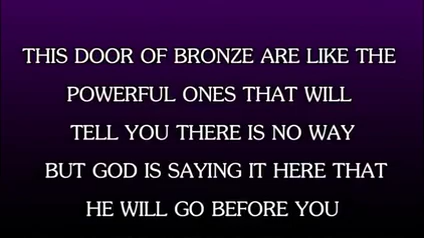 THIS DOOR OF BRONZE ARE LIKE THE
POWERFUL ONES THAT WILL
TELL YOU THERE IS NO WAY
BUT GOD IS SAYING IT HERE THAT
HE WILL GO BEFORE YOU